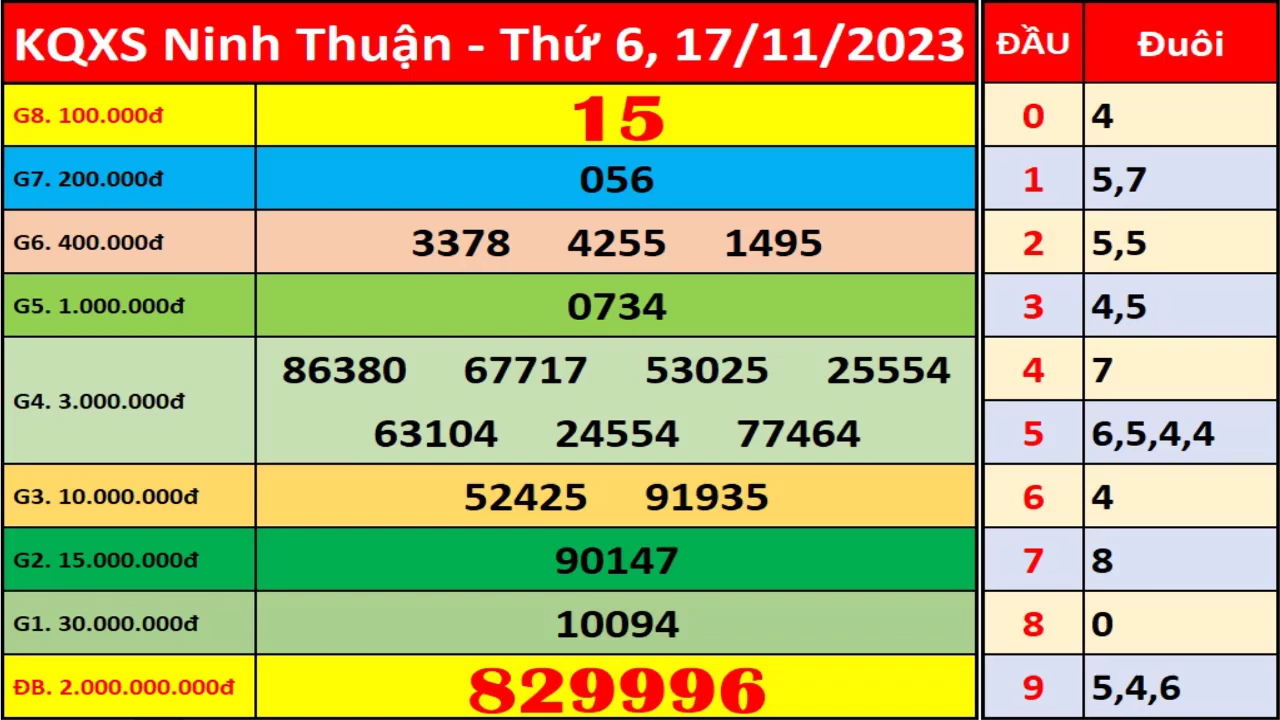 KQXS Ninh Thuận - Thứ 6, 17/11/2023
G8. 100.000đ 15
G7. 200.000đ 056
G6. 400.000đ 3378 4255 1495
G5. 1.000.000đ 0734
G4. 3.000.000đ 86380 67717 53025 25554
63104 24554 77464
G3. 10.000.000đ 52425 91935
G2. 15.000.000đ 90147
G1. 30.000.000đ 10094
ĐB. 2.000.000.000đ 829996
ĐẦU Đuôi
0 4
1 5,7
2 5,5
3 4,5
4 7
5 6,5,4,4
6 4
7 8
8 0
9 5,4,6